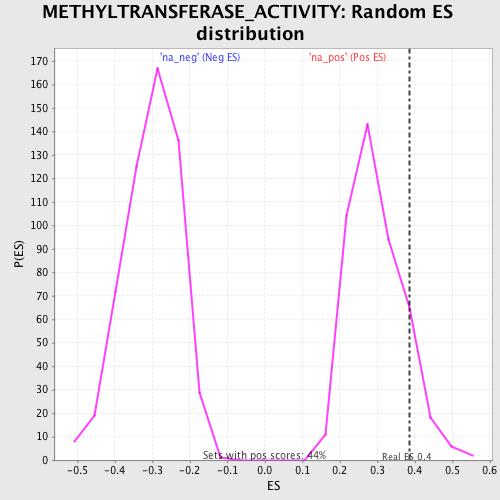 METHYLTRANSFERASE_ACTIVITY: Random ES
distribution
'na_neg' (Neg ES)
'na_pos' (Pos ES)
170
160
150
140
130
120
110
100
90
80
70
60
50
40
30
20
10
0
P(ES)
Sets with pos scores: 44%
Real ES 0.4
-0.5 -0.4 -0.3 -0.2 -0.1 0.0 0.1 0.2 0.3 0.4 0.5 0.6
ES